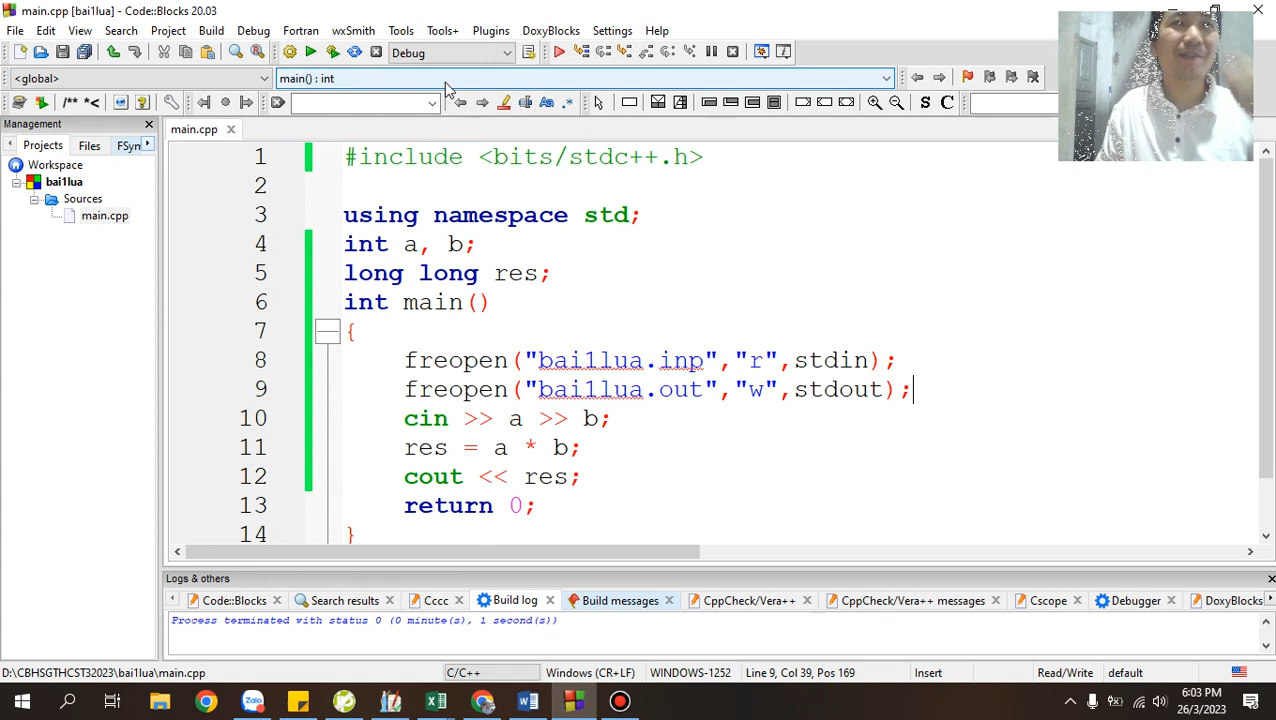 main.cpp [bai1lua] - Code::Blocks 20.03
File Edit View Search Project Build Debug Fortran wxSmith Tools Tools+ Plugins DoxyBlocks Settings Help
Debug
<global> main() : int
/** *< Aa .* S C
Management
main.cpp
Projects Files FSyn
Workspace
bai1lua
Sources
main.cpp
1 #include <bits/stdc++.h>
2
3 using namespace std;
4 int a, b;
5 long long res;
6 int main()
7 {
8 freopen("bai1lua.inp","r",stdin);
9 freopen("bai1lua.out","w",stdout);
10 cin >> a >> b;
11 res = a * b;
12 cout << res;
13 return 0;
14 }
Logs & others
Code::Blocks Search results Cccc Build log Build messages CppCheck/Vera++ CppCheck/Vera++ messages Cscope Debugger DoxyBlocks
Process terminated with status 0 (0 minute(s), 1 second(s))
D:\CBHSGTHCST32023\bai1lua\main.cpp C/C++ Windows (CR+LF) WINDOWS-1252 Line 9, Col 39, Pos 169 Insert Read/Write default
Zalo
6:03 PM
26/3/2023